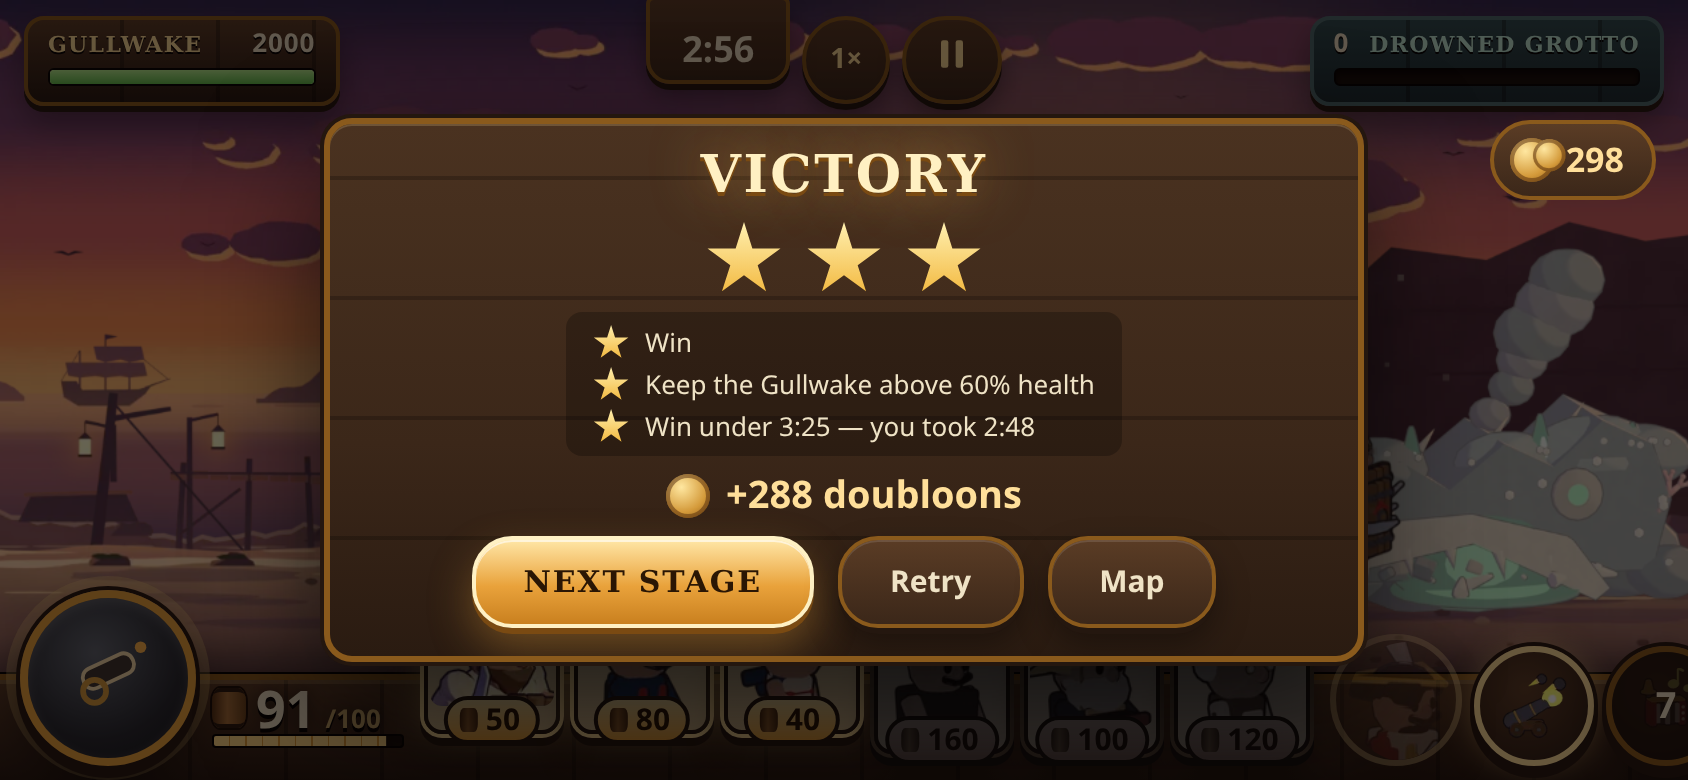 GULLWAKE 2000
2:56
1×
0 DROWNED GROTTO
298
VICTORY
Win
Keep the Gullwake above 60% health
Win under 3:25 — you took 2:48
+288 doubloons
NEXT STAGE
Retry
Map
91 /100
50
80
40
160
100
120
7